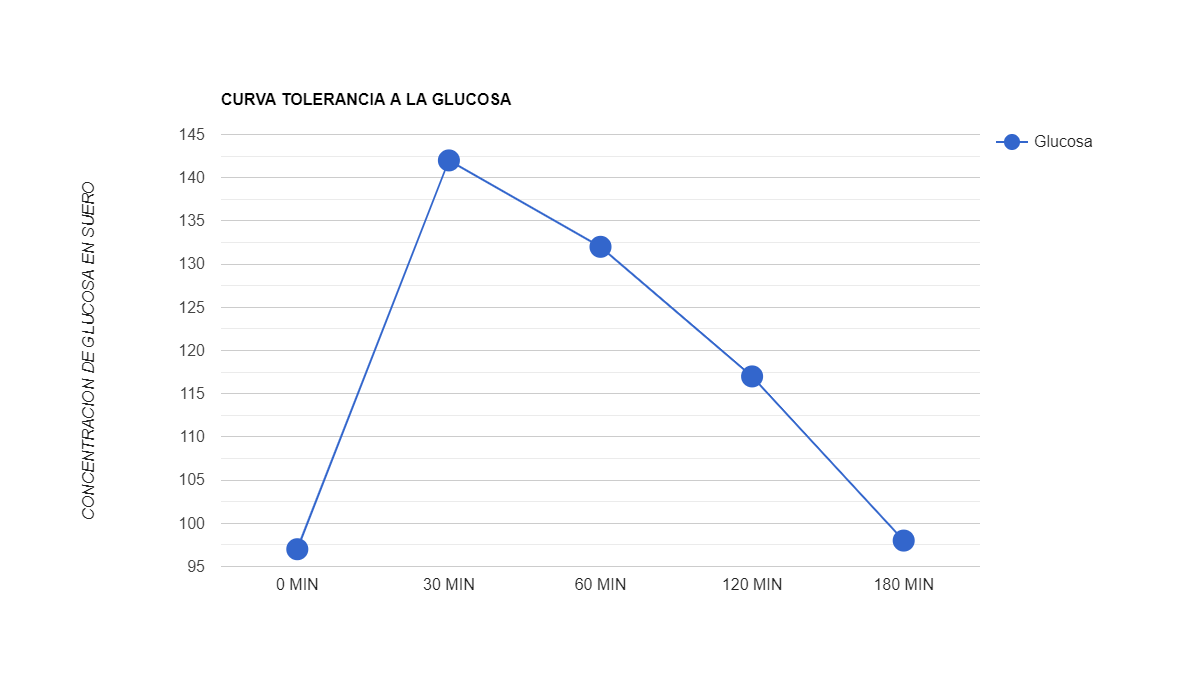 CURVA TOLERANCIA A LA GLUCOSA
Glucosa
CONCENTRACION DE GLUCOSA EN SUERO
145
140
135
130
125
120
115
110
105
100
95
0 MIN 30 MIN 60 MIN 120 MIN 180 MIN